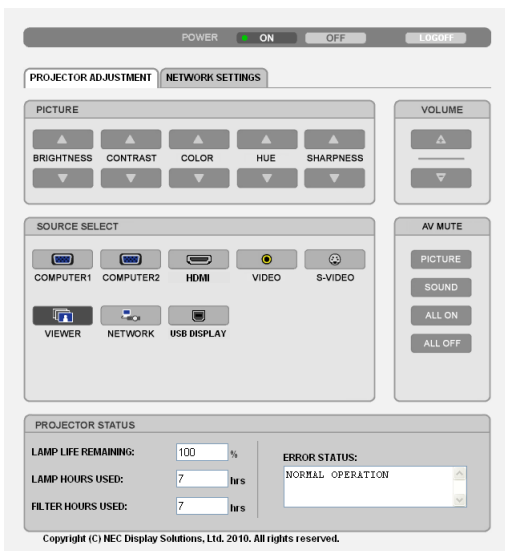 POWER ON OFF LOGOFF
PROJECTOR ADJUSTMENT NETWORK SETTINGS
PICTURE
BRIGHTNESS CONTRAST COLOR HUE SHARPNESS
VOLUME
SOURCE SELECT
COMPUTER1 COMPUTER2 HDMI VIDEO S-VIDEO
VIEWER NETWORK USB DISPLAY
AV MUTE
PICTURE
SOUND
ALL ON
ALL OFF
PROJECTOR STATUS
LAMP LIFE REMAINING: 100 %
LAMP HOURS USED: 7 hrs
FILTER HOURS USED: 7 hrs
ERROR STATUS:
NORMAL OPERATION
Copyright (C) NEC Display Solutions, Ltd. 2010. All rights reserved.